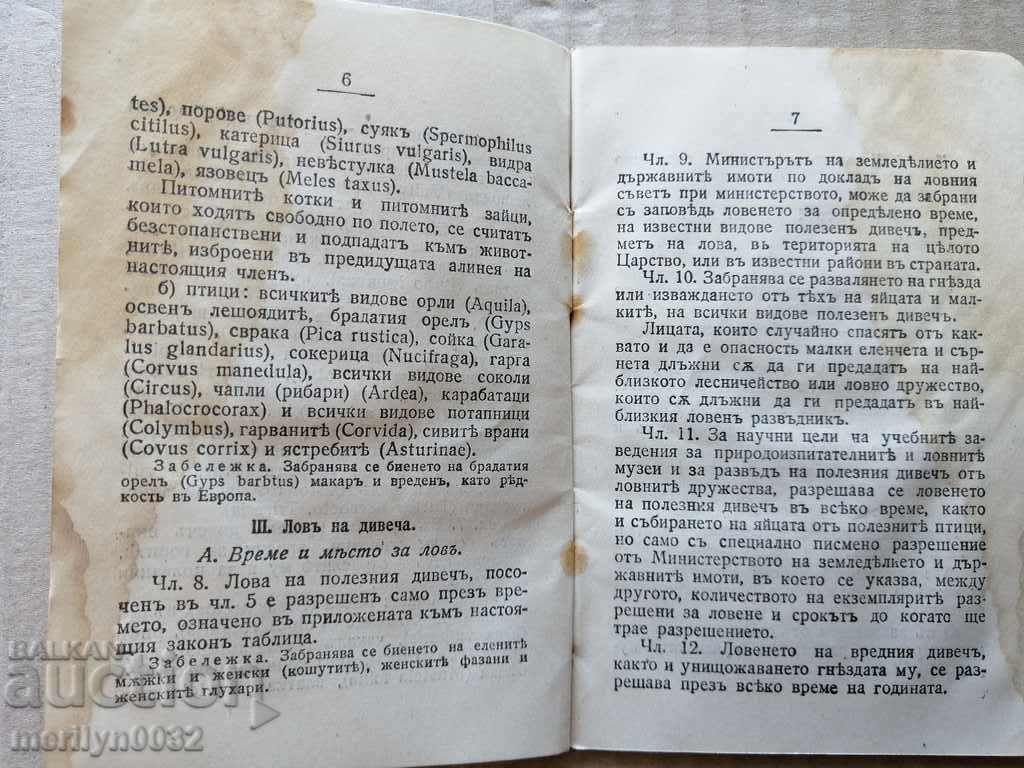 6
tes), порове (Putorius), суякъ (Spermophilus
citilus), катерица (Siurus vulgaris), видра
(Lutra vulgaris), невѣстулка (Mustela bacca-
mela), язовецъ (Meles taxus).
Питомнитѣ котки и питомнитѣ зайци,
които ходятъ свободно по полето, се считат
безстопанствени и подпадатъ къмъ живот-
нитѣ, изброени в предидущата алинея на
настоящия членъ.
б) птици: всичкитѣ видове орли (Aquila),
освенъ лешоядитѣ, брадатия орелъ (Gyps
barbatus), сврака (Pica rustica), сойка (Gara-
lus glandarius), сокерица (Nucifraga), гарга
(Corvus manedula), всички видове соколи
(Circus), чапли (рибари) (Ardea), карабатаци
(Phalocrocorax) и всички видове потапници
(Colymbus), гарванитѣ (Corvida), сивитѣ врани
(Covus corrix) и ястребитѣ (Asturinae).
Забележка. Забранява се биенето на брадатия
орелъ (Gyps barbtus) макаръ и вреденъ, като рѣд-
кость въ Европа.
III. Ловъ на дивеча.
А. Време и мѣсто за ловъ.
Чл. 8. Лова на полезния дивечъ, посо-
ченъ въ чл. 5 е разрешенъ само презъ вре-
мето, означено въ приложената къмъ настоя-
щия законъ таблица.
Забележка. Забранява се биенето на еленитѣ
мѫжки и женски (кошутитѣ), женските фазани и
женскитѣ глухари.
7
Чл. 9. Министърътъ на земледѣлието и
държавнитѣ имоти по докладъ на ловния
съветъ при министерството, може да забрани
съ заповѣдь ловенето за опредѣлено време,
на известни видове полезенъ дивечъ, пред-
метъ на лова, въ територията на цѣлото
Царство, или въ известни райони въ страната.
Чл. 10. Забранява се развалянето на гнѣзда
или изваждането отъ тѣхъ на яйцата и мал-
китѣ, на всички видове полезенъ дивечъ.
Лицата, които случайно спасятъ отъ как-
вато и да е опасность малки еленчета и сър-
нета длъжни сѫ да ги предадатъ на най-
близкото лесничейство или ловно дружество,
които сѫ длъжни да ги предадатъ въ най-
близкия ловенъ развъдникъ.
Чл. 11. За научни цели на учебнитѣ за-
ведения за природоизпитателнитѣ и ловнитѣ
музеи и за развъдъ на полезния дивечъ отъ
ловнитѣ дружества, разрешава се ловенето
на полезния дивечъ въ всѣко време, както
и събирането на яйцата отъ полезнитѣ птици,
но само съ специално писмено разрешение
отъ Министерството на земледѣлието и дър-
жавнитѣ имоти, въ което се указва, между
другото, количеството на екземпляритѣ раз-
решени за ловене и срокътъ до когато ще
трае разрешението.
Чл. 12. Ловенето на вредния дивечъ,
както и унищожаването гнѣздата му, се раз-
решава презъ всѣко време на годината.
BALKAN
auction
merilyn0032